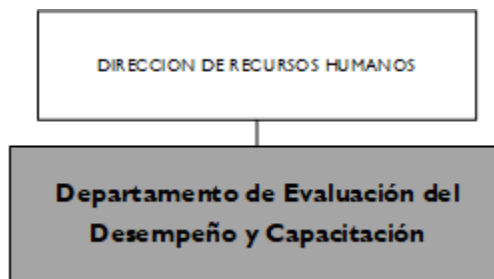 DIRECCION DE RECURSOS HUMANOS
Departamento de Evaluación del
Desempeño y Capacitación